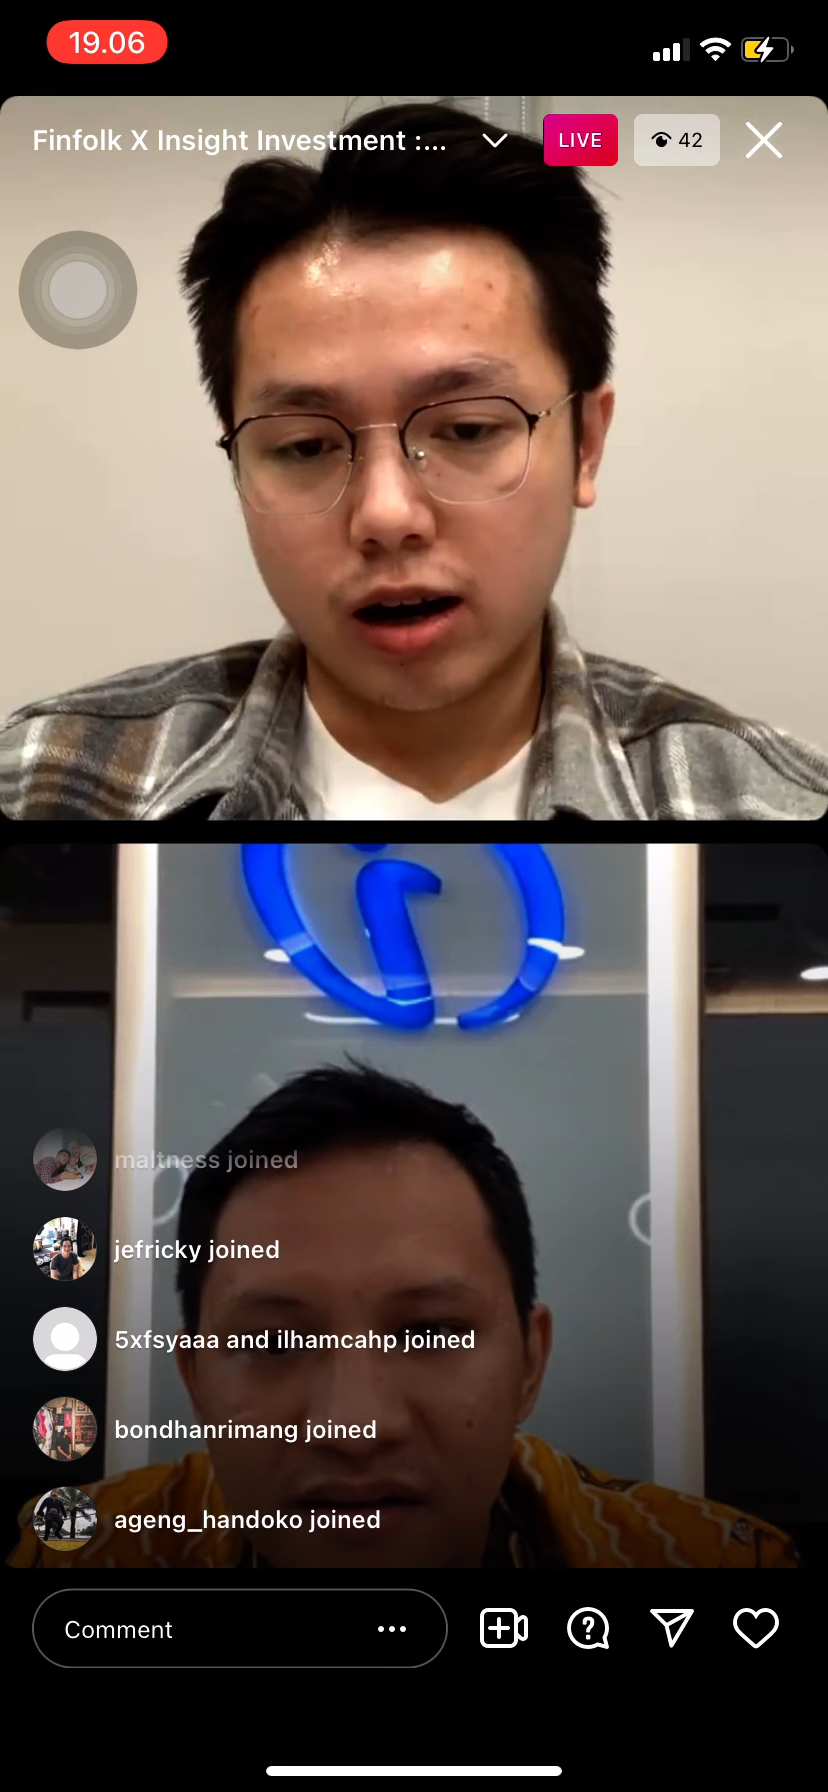 19.06
Finfolk X Insight Investment :...
LIVE
42
maltness joined
jefricky joined
5xfsyaaa and ilhamcahp joined
bondhanrimang joined
ageng_handoko joined
Comment